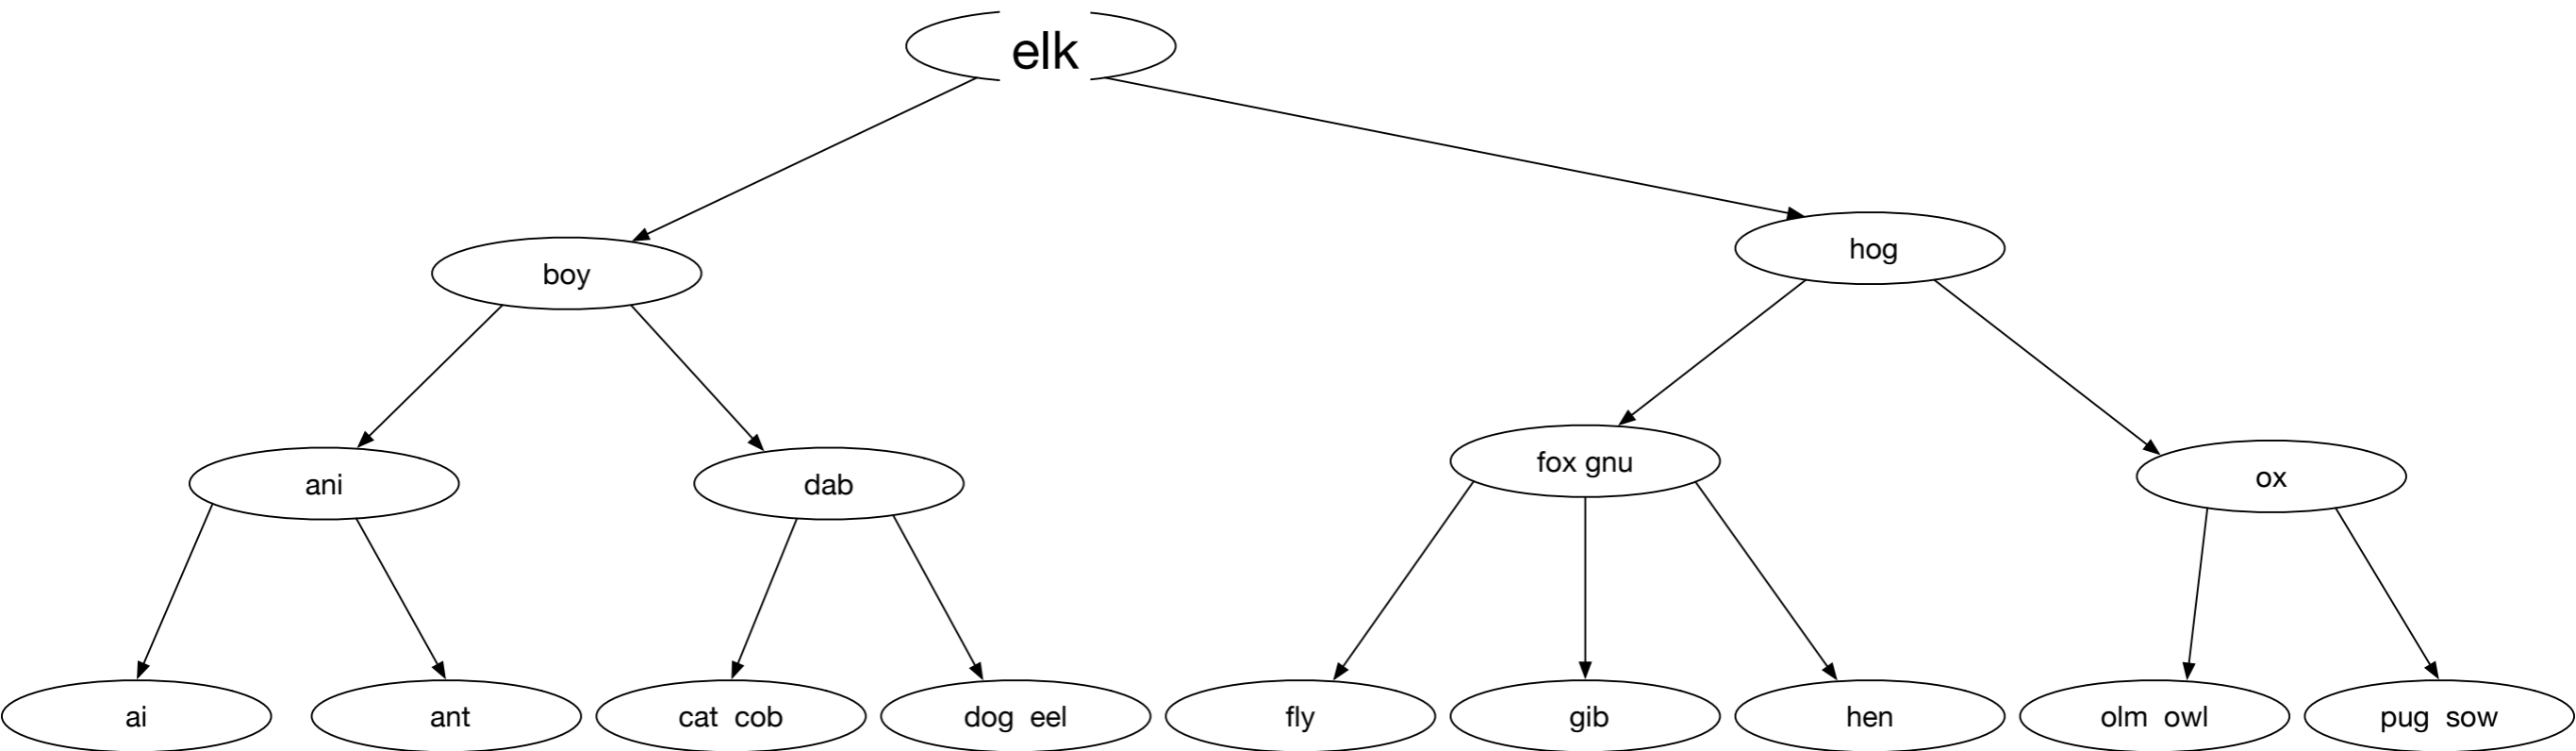 elk
boy
hog
ani
dab
fox gnu
ox
ai
ant
cat cob
dog eel
fly
gib
hen
olm owl
pug sow